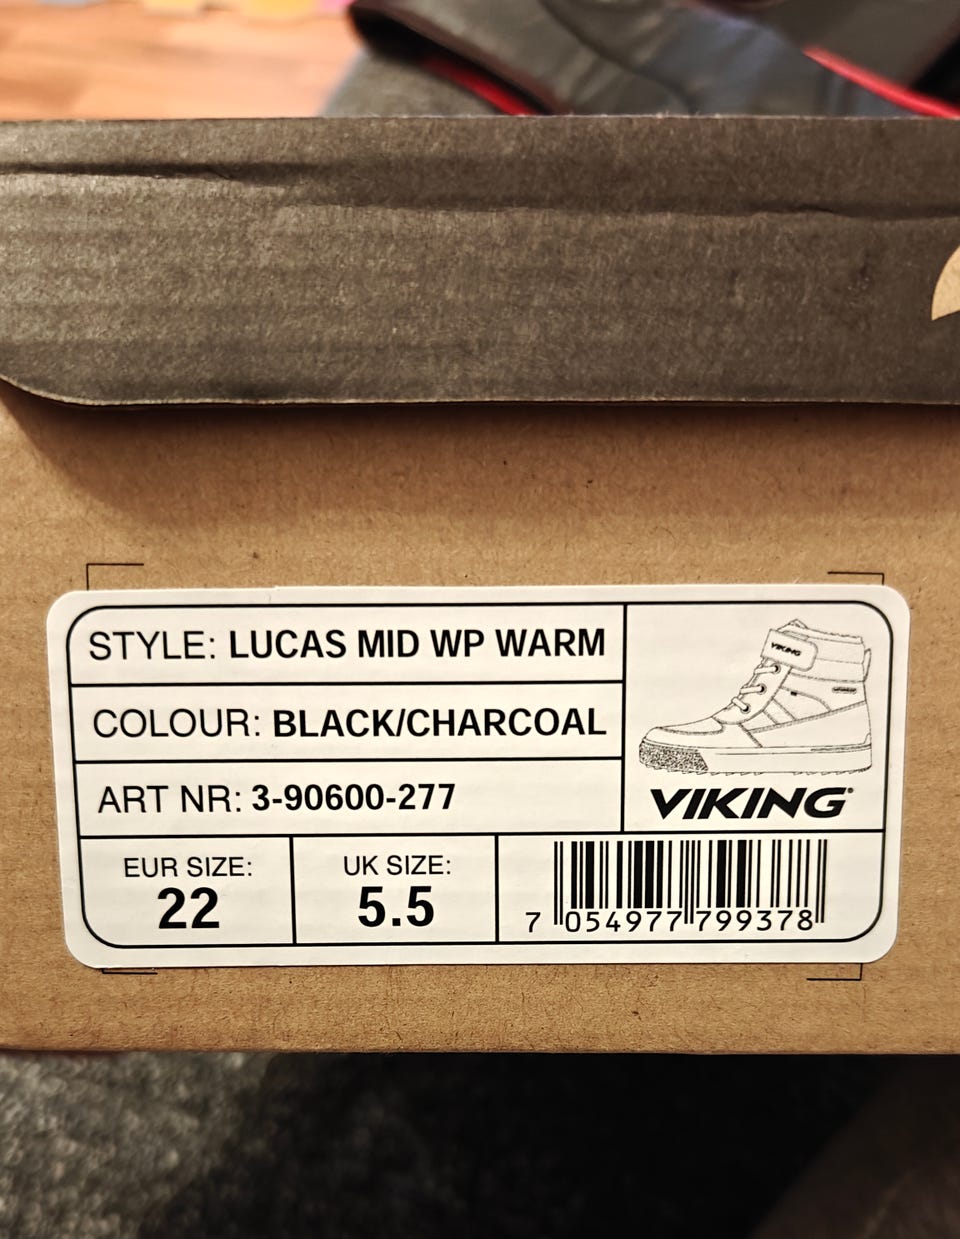 STYLE: LUCAS MID WP WARM
COLOUR: BLACK/CHARCOAL
ART NR: 3-90600-277
VIKING
VIKING®
EUR SIZE:
22
UK SIZE:
5.5
7 054977 799378